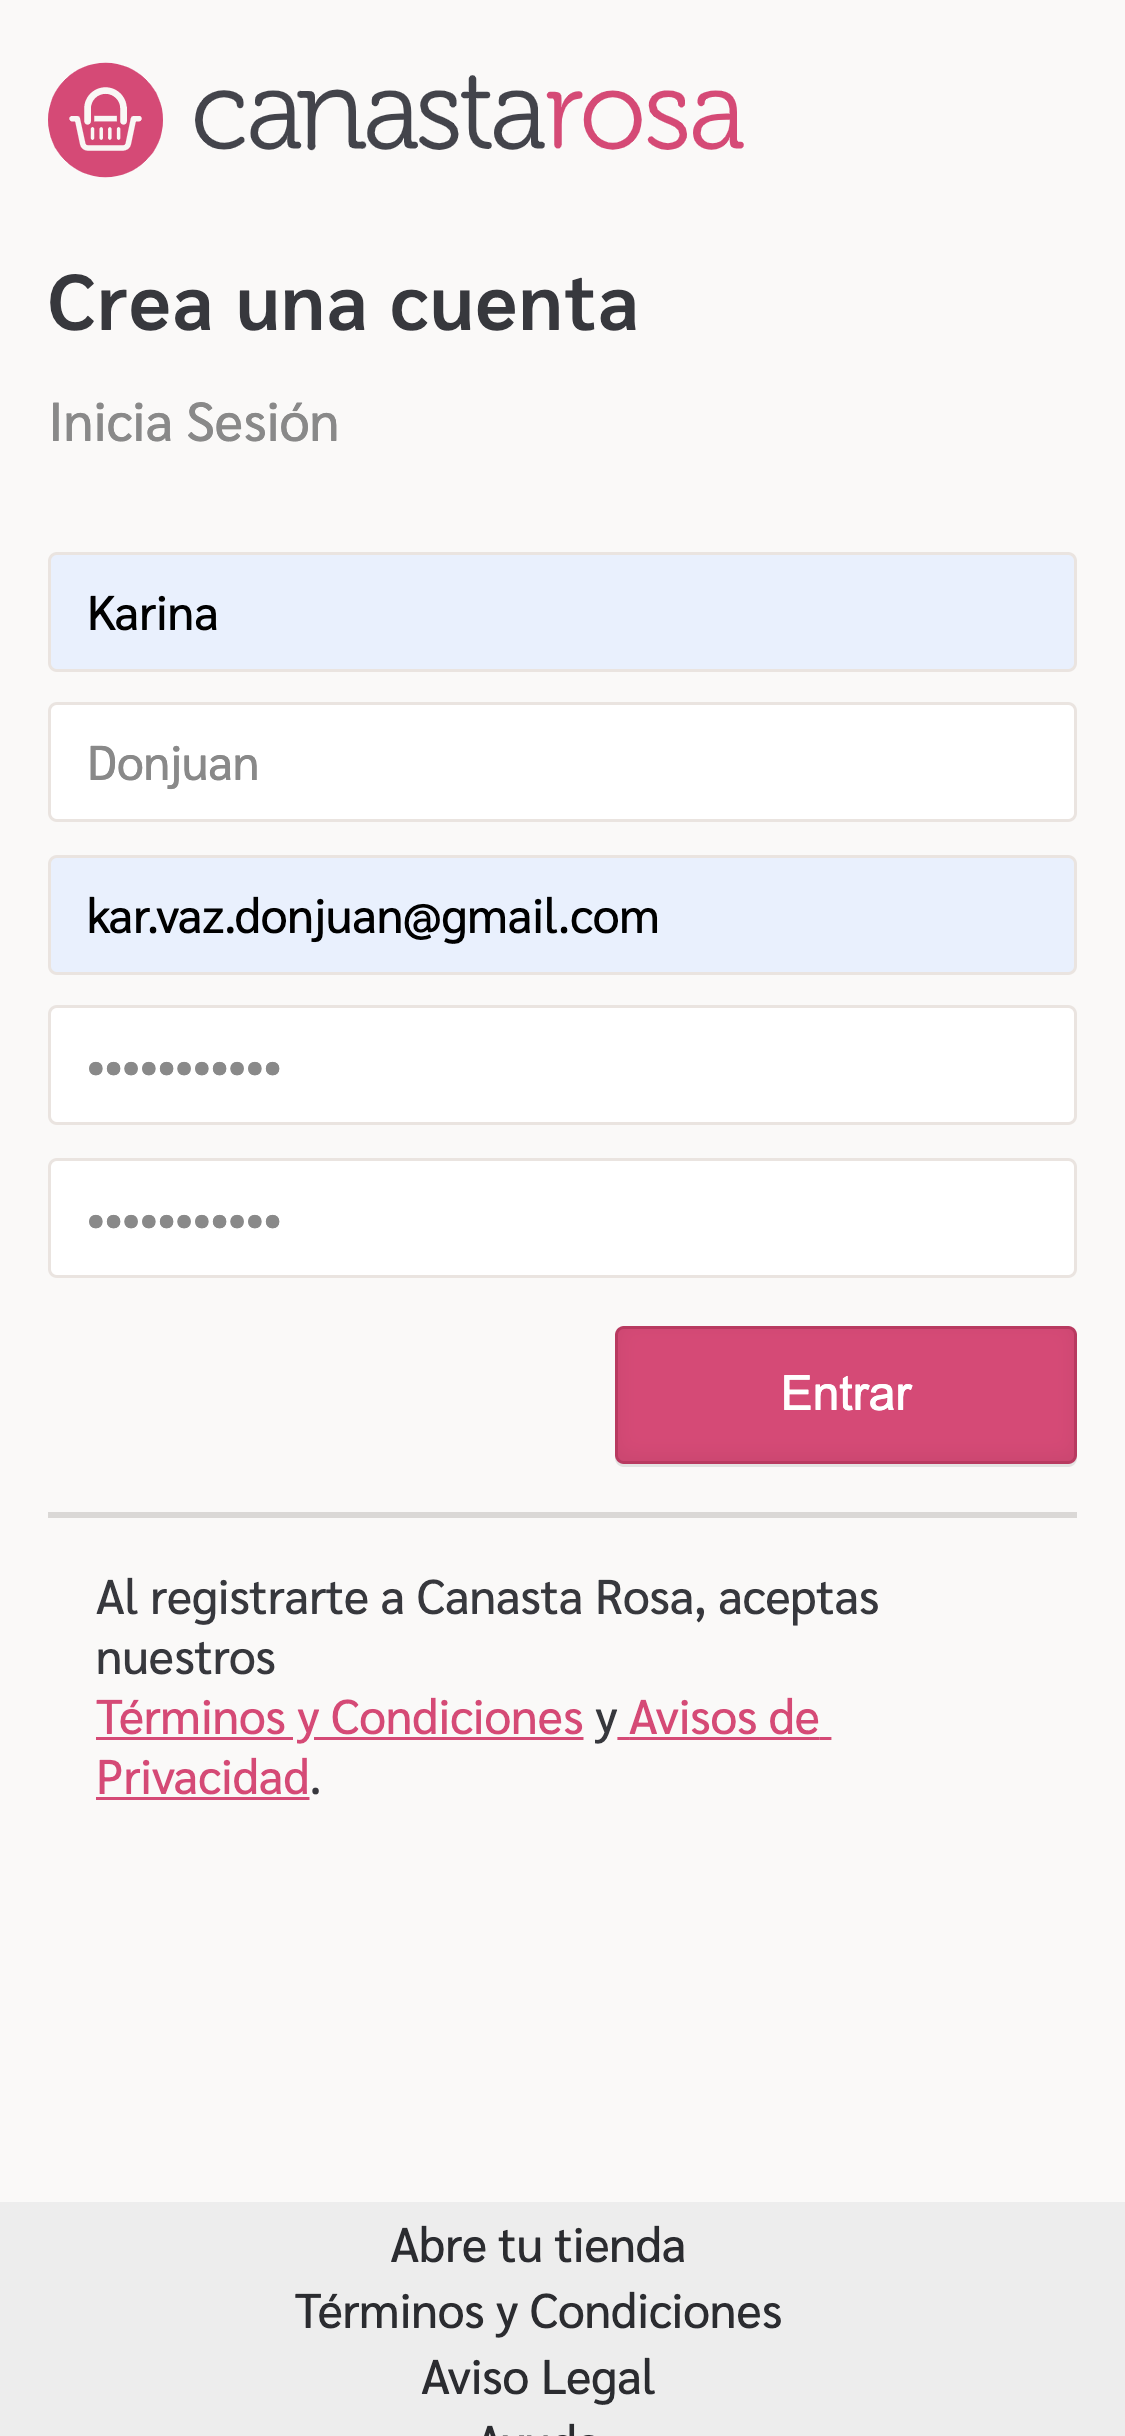 canastarosa
Crea una cuenta
Inicia Sesión
Karina
Donjuan
kar.vaz.donjuan@gmail.com
•••••••••••
•••••••••••
Entrar
Al registrarte a Canasta Rosa, aceptas
nuestros
Términos y Condiciones y Avisos de
Privacidad.
Abre tu tienda
Términos y Condiciones
Aviso Legal